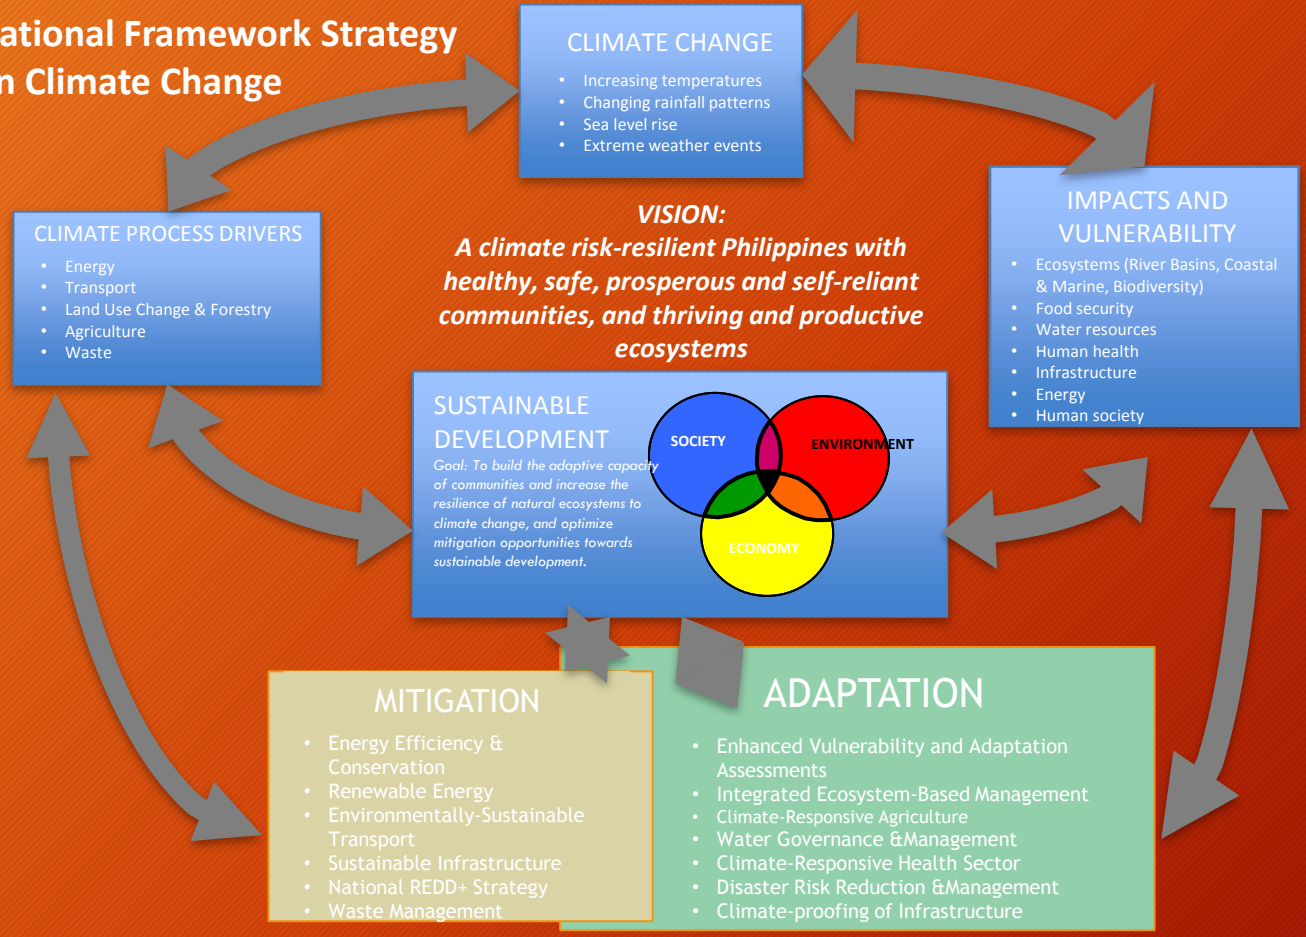 ational Framework Strategy
n Climate Change
CLIMATE CHANGE
• Increasing temperatures
• Changing rainfall patterns
• Sea level rise
• Extreme weather events
CLIMATE PROCESS DRIVERS
• Energy
• Transport
• Land Use Change & Forestry
• Agriculture
• Waste
VISION:
A climate risk-resilient Philippines with
healthy, safe, prosperous and self-reliant
communities, and thriving and productive
ecosystems
IMPACTS AND
VULNERABILITY
• Ecosystems (River Basins, Coastal
& Marine, Biodiversity)
• Food security
• Water resources
• Human health
• Infrastructure
• Energy
• Human society
SUSTAINABLE
DEVELOPMENT
Goal: To build the adaptive capacity
of communities and increase the
resilience of natural ecosystems to
climate change, and optimize
mitigation opportunities towards
sustainable development.
SOCIETY
ENVIRONMENT
ECONOMY
MITIGATION
• Energy Efficiency &
Conservation
• Renewable Energy
• Environmentally-Sustainable
Transport
• Sustainable Infrastructure
• National REDD+ Strategy
• Waste Management
ADAPTATION
• Enhanced Vulnerability and Adaptation
Assessments
• Integrated Ecosystem-Based Management
• Climate-Responsive Agriculture
• Water Governance &Management
• Climate-Responsive Health Sector
• Disaster Risk Reduction &Management
• Climate-proofing of Infrastructure